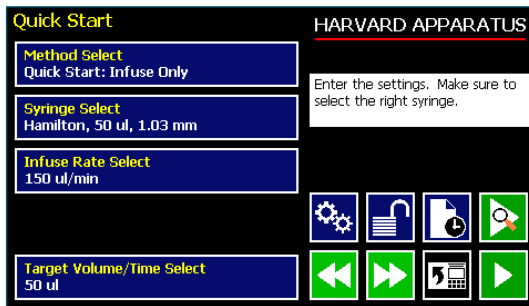 Quick Start
HARVARD APPARATUS
Method Select
Quick Start: Infuse Only
Syringe Select
Hamilton, 50 ul, 1.03 mm
Infuse Rate Select
150 ul/min
Target Volume/Time Select
50 ul
Enter the settings. Make sure to
select the right syringe.